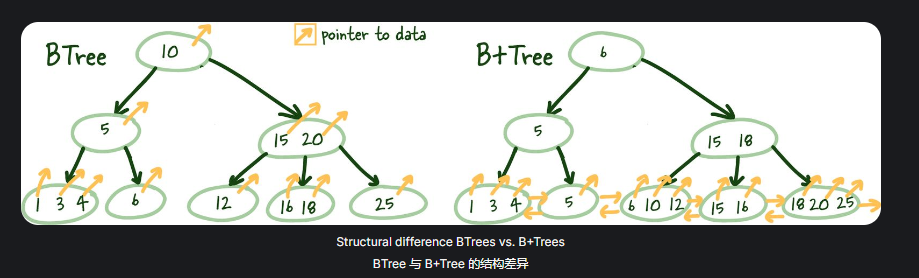 BTree
10
pointer to data
B+Tree
6
5
15 20
5
15 18
1 3 4
6
12
16 18
25
1 3 4
5
6 10 12
15 16
18 20 25
Structural difference BTrees vs. B+Trees
BTree 与 B+Tree 的结构差异